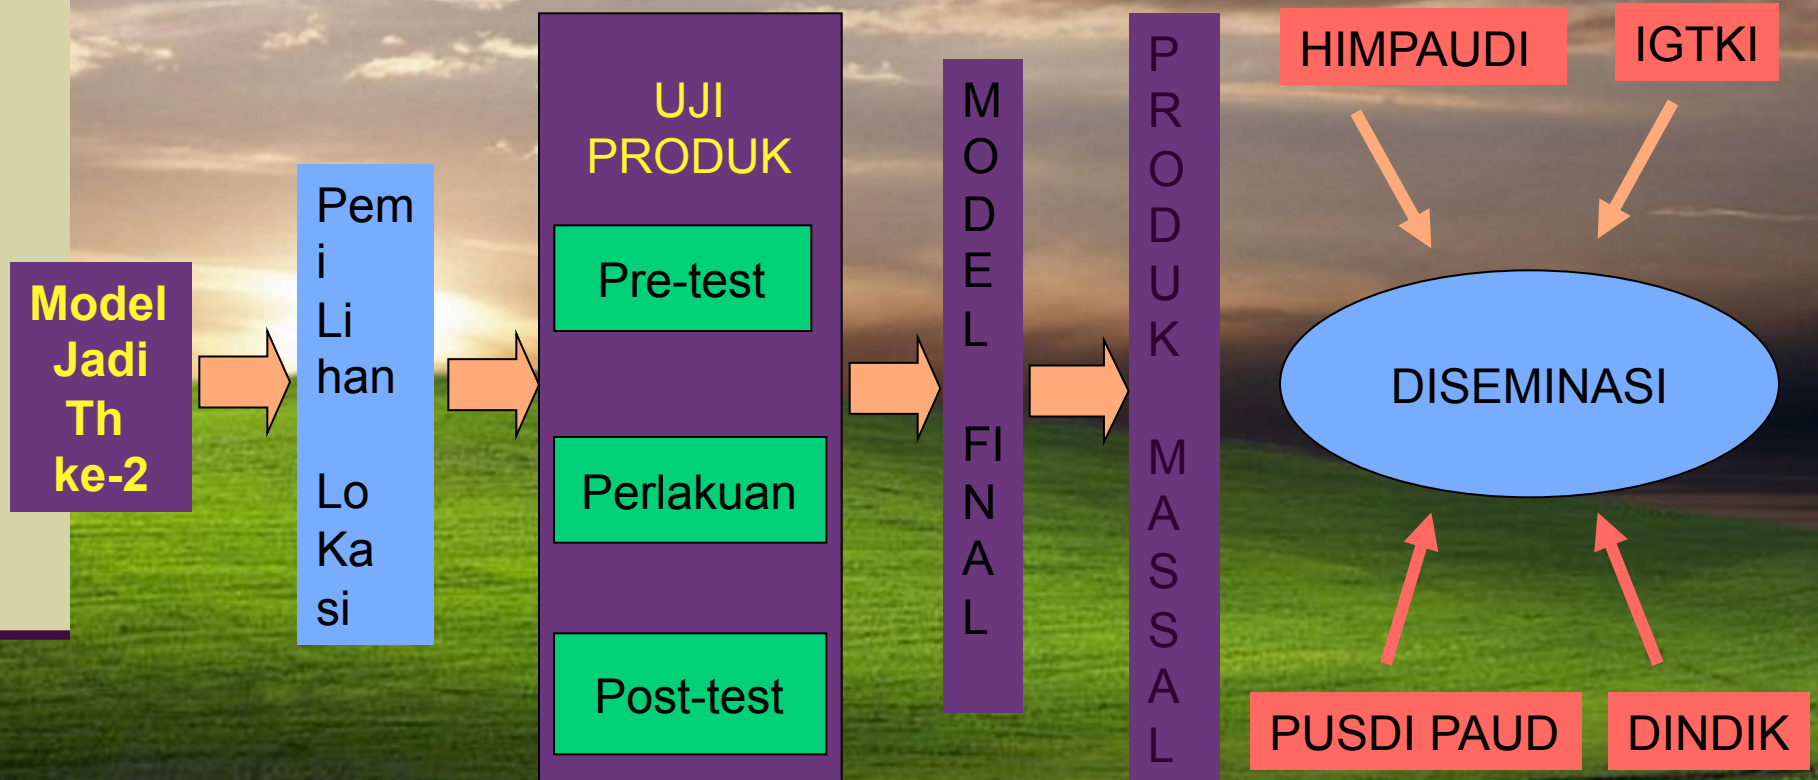 Model
Jadi
Th
ke-2
Pem
i
Li
han
Lo
Ka
si
UJI
PRODUK
Pre-test
Perlakuan
Post-test
M
O
D
E
L
FI
N
A
L
P
R
O
D
U
K
M
A
S
S
A
L
HIMPAUDI
IGTKI
DISEMINASI
PUSDI PAUD
DINDIK